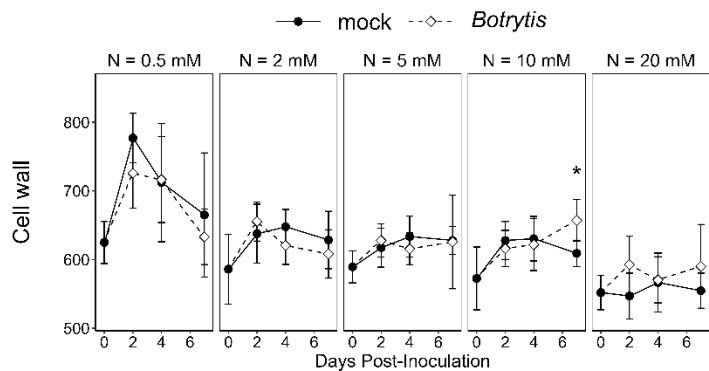 mock Botrytis
N = 0.5 mM N = 2 mM N = 5 mM N = 10 mM N = 20 mM
800
700
600
500
Cell wall
*
0 2 4 6 0 2 4 6 0 2 4 6 0 2 4 6 0 2 4 6
Days Post-Inoculation